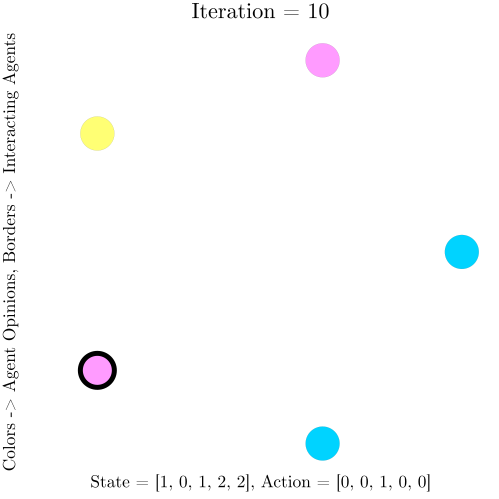 Iteration = 10
Colors -> Agent Opinions, Borders -> Interacting Agents
State = [1, 0, 1, 2, 2], Action = [0, 0, 1, 0, 0]